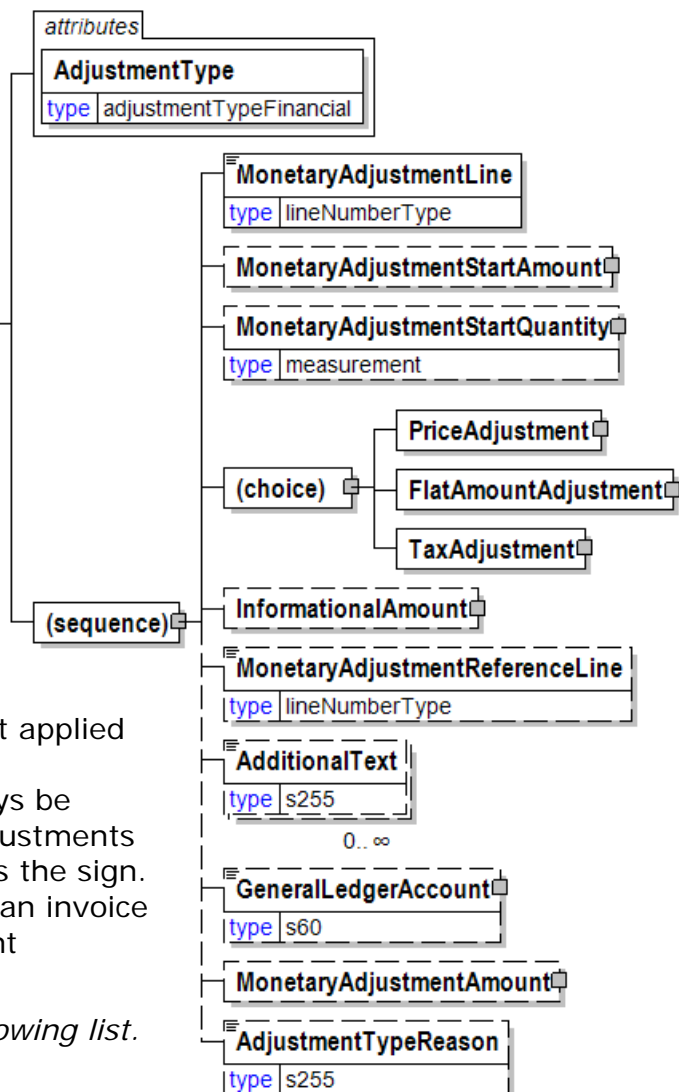 attributes
AdjustmentType
type adjustmentTypeFinancial
MonetaryAdjustmentLine
type lineNumberType
MonetaryAdjustmentStartAmount
MonetaryAdjustmentStartQuantity
type measurement
(choice)
PriceAdjustment
FlatAmountAdjustment
TaxAdjustment
(sequence)
InformationalAmount
MonetaryAdjustmentReferenceLine
type lineNumberType
AdditionalText
type s255
0.. ∞
GeneralLedgerAccount
type s60
MonetaryAdjustmentAmount
AdjustmentTypeReason
type s255
t applied
ys be
justments
s the sign.
an invoice
nt
owing list.